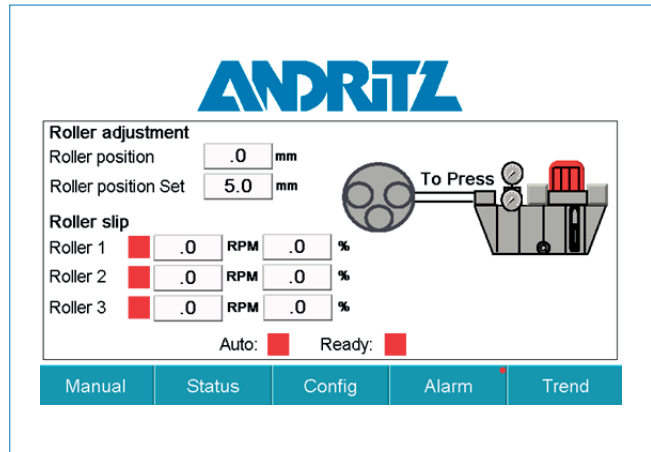 ANDRITZ
Roller adjustment
Roller position .0 mm
Roller position Set 5.0 mm
To Press
Roller slip
Roller 1 .0 RPM .0 %
Roller 2 .0 RPM .0 %
Roller 3 .0 RPM .0 %
Auto: Ready:
Manual Status Config Alarm Trend